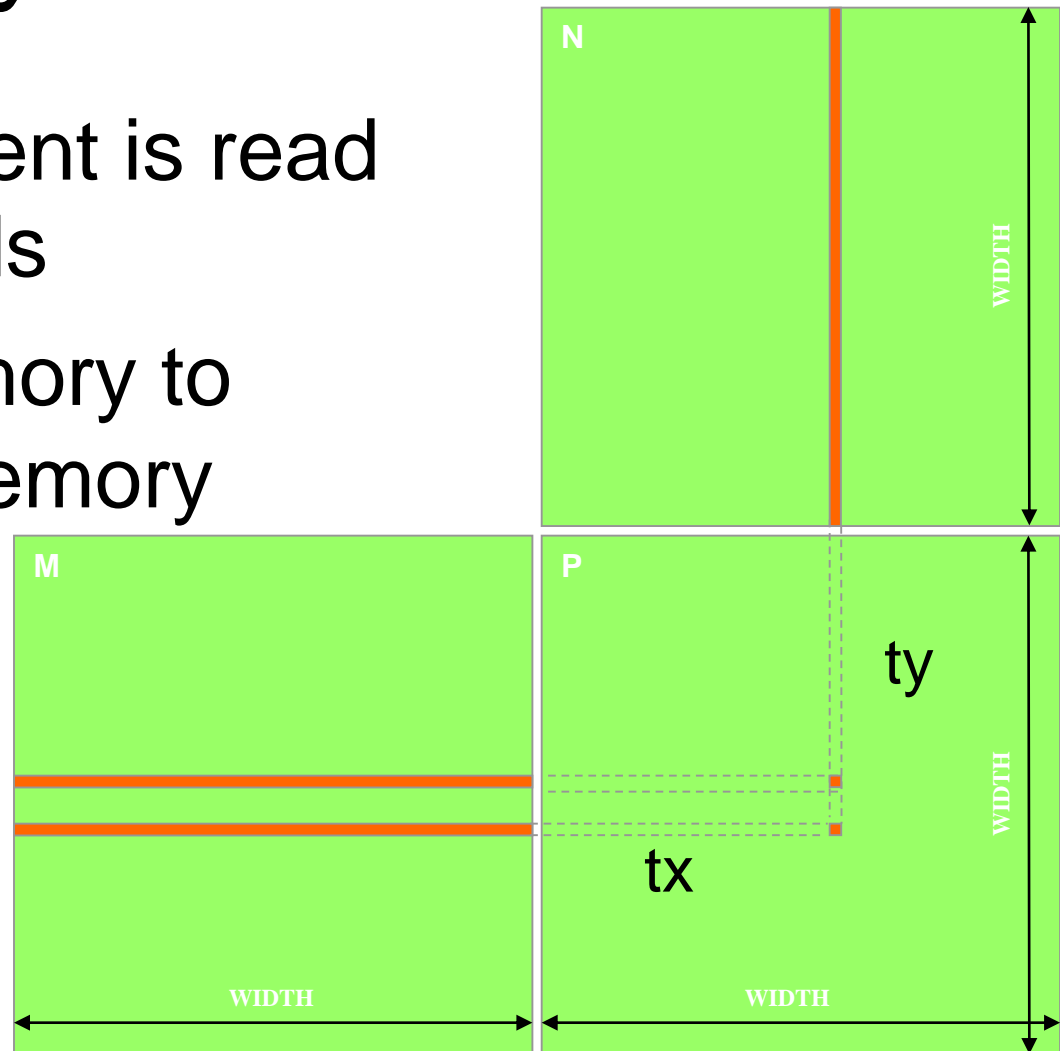 ent is read
ls
nory to
emory
N
WIDTH
M
P
ty
WIDTH
tx
WIDTH
WIDTH